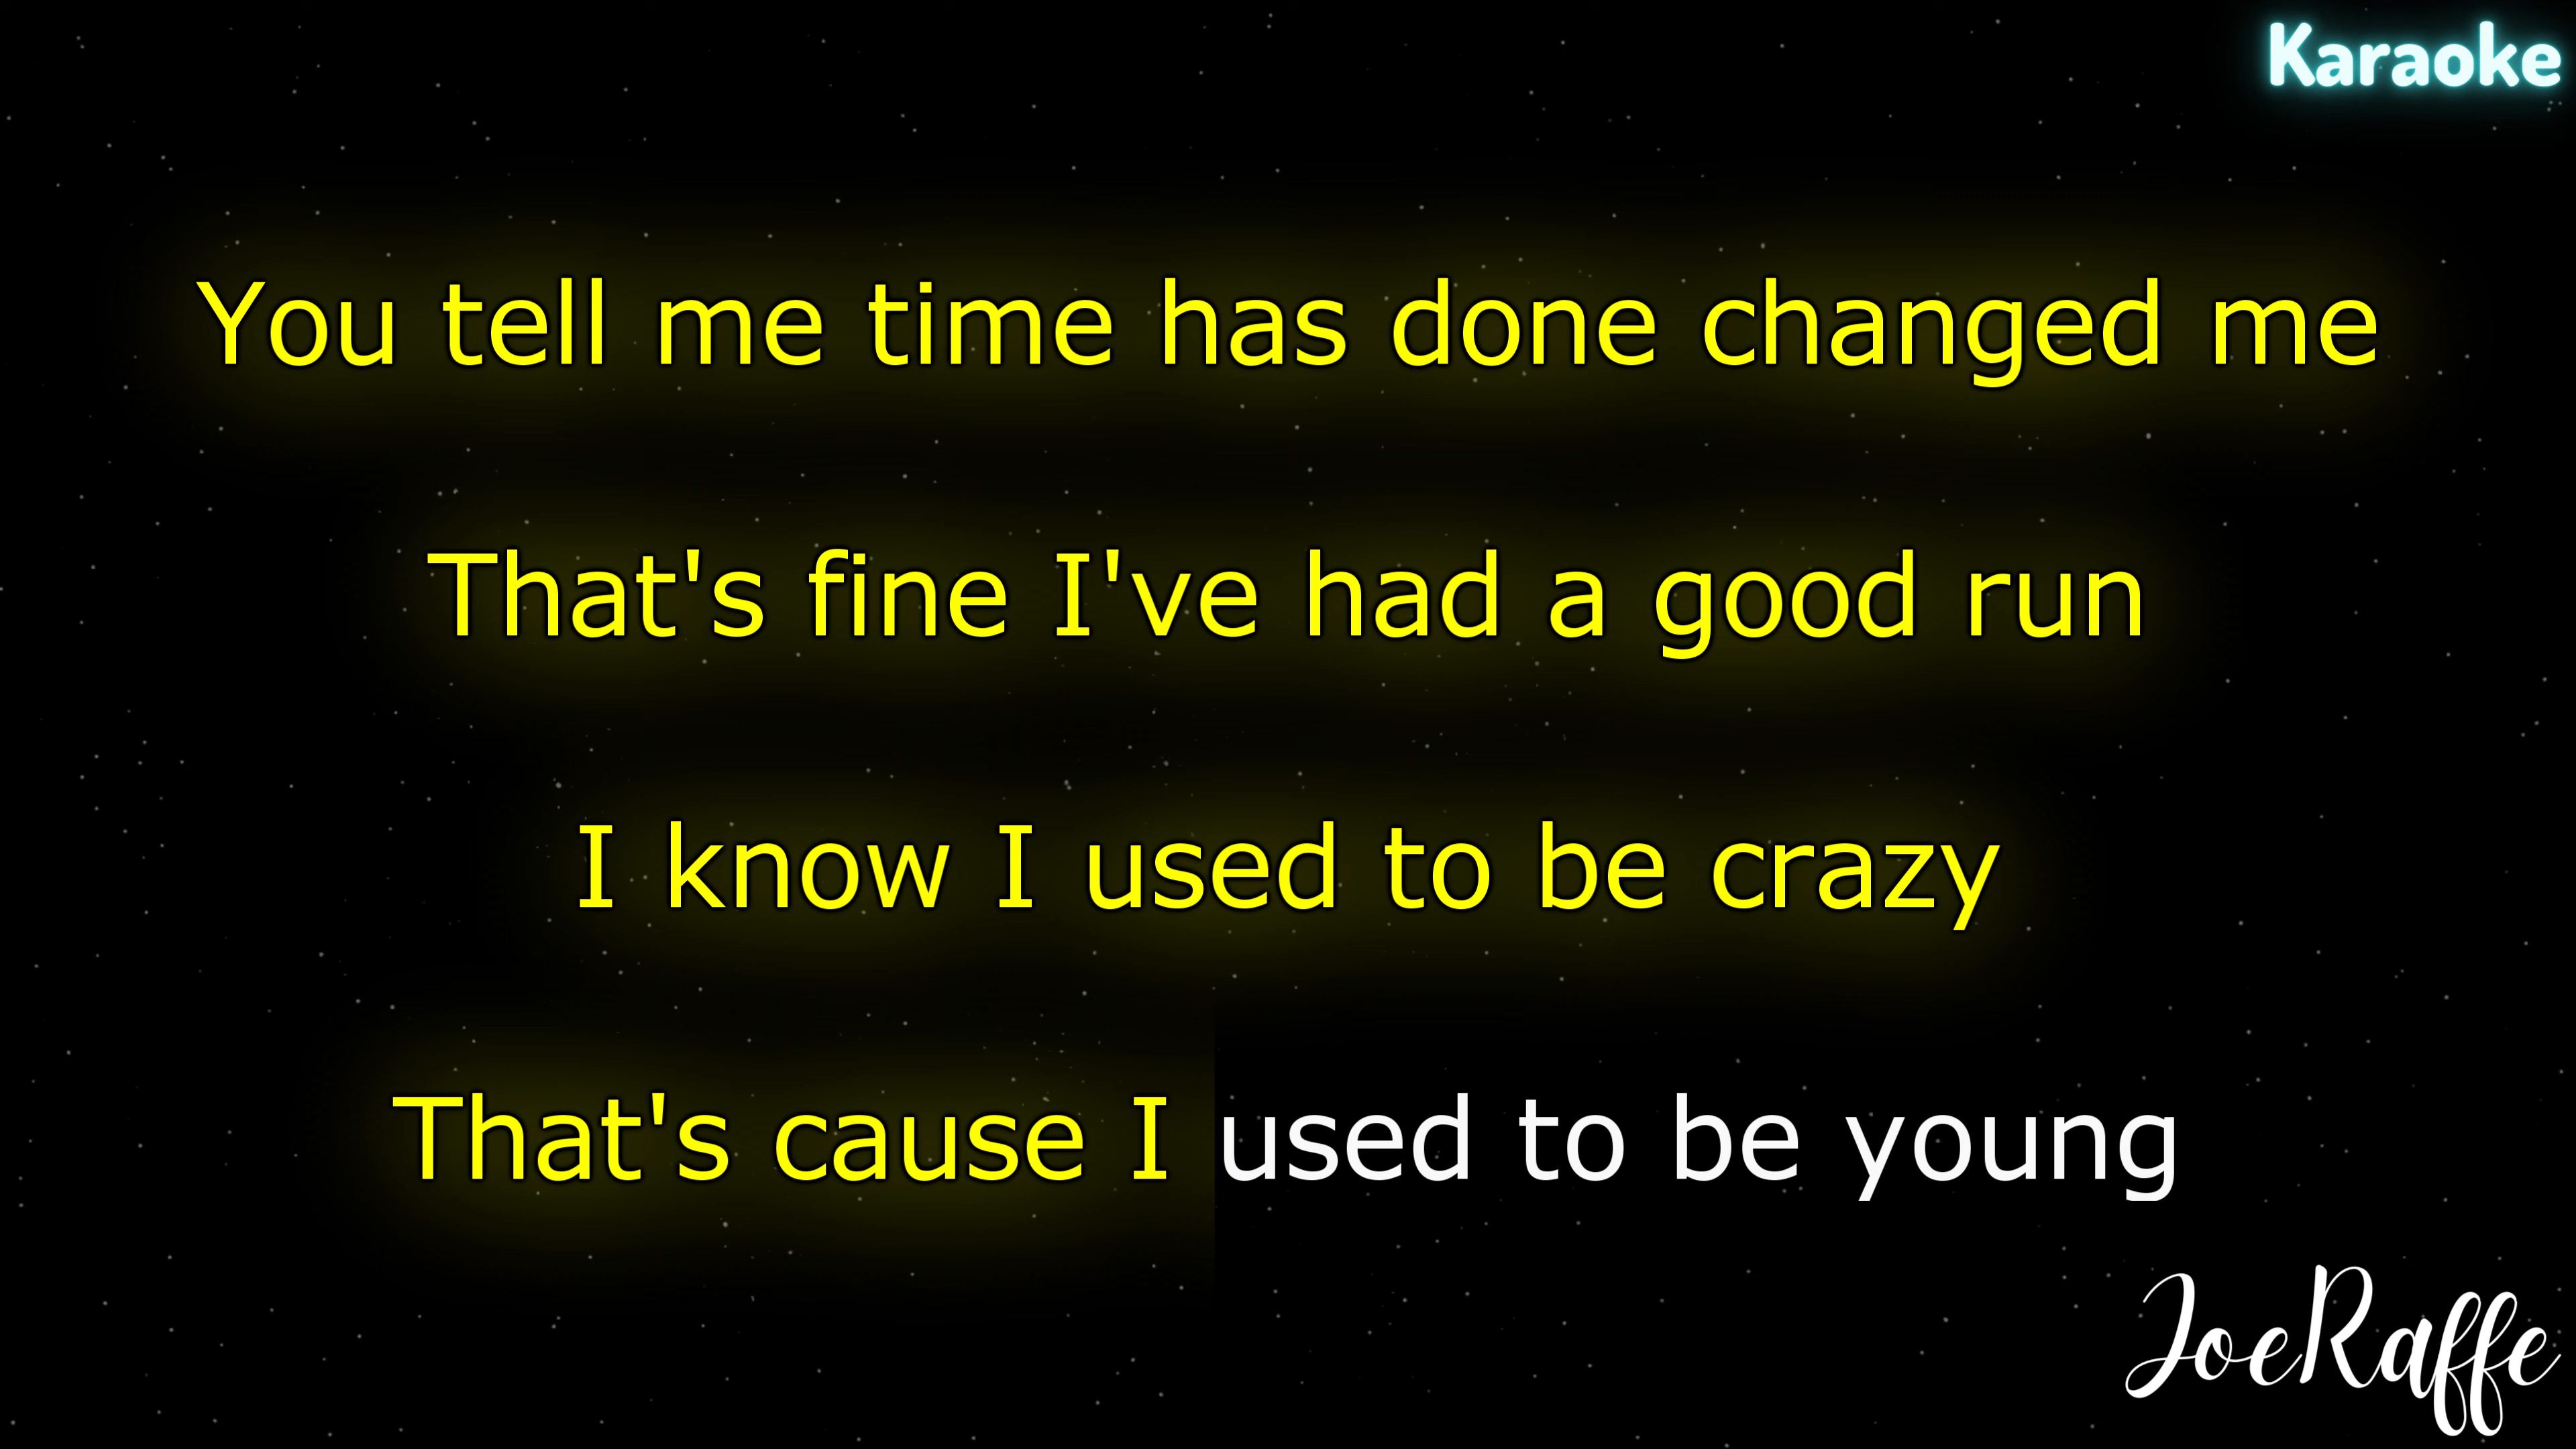 Karaoke
You tell me time has done changed me
That's fine I've had a good run
I know I used to be crazy
That's cause I used to be young
JoeRaffe